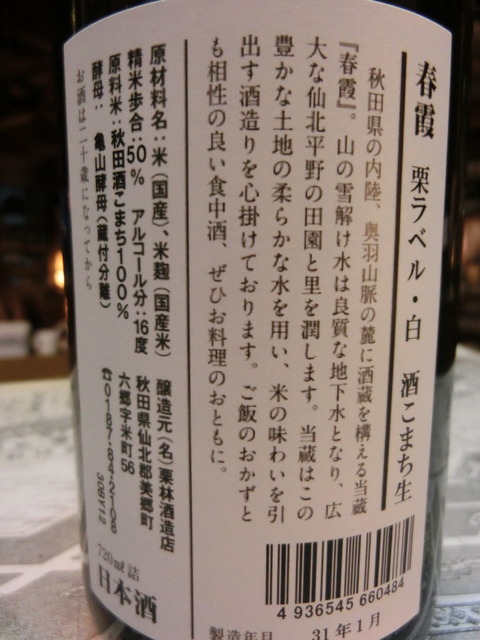 春霞　栗ラベル・白　酒こまち生
秋田県の内陸、奥羽山脈の麓に酒蔵を構える当蔵
『春霞』。山の雪解け水は良質な地下水となり、広
大な仙北平野の田園と里を潤します。当蔵はこの
豊かな土地の柔らかな水を用い、米の味わいを引
出す酒造りを心掛けております。ご飯のおかずと
も相性の良い食中酒、ぜひお料理のおともに。
原材料名：米（国産）、米麹（国産米）
精米歩合：50％　アルコール分：16度
原料米：秋田酒こまち100％
酵母：亀山酵母（蔵付分離）
お酒は二十歳になってから
醸造元（名）栗林酒造店
秋田県仙北郡美郷町
六郷字米町56
☎0187-84-2108
30BY12
720㎖詰
日本酒
4936545660484
製造年月　31年1月